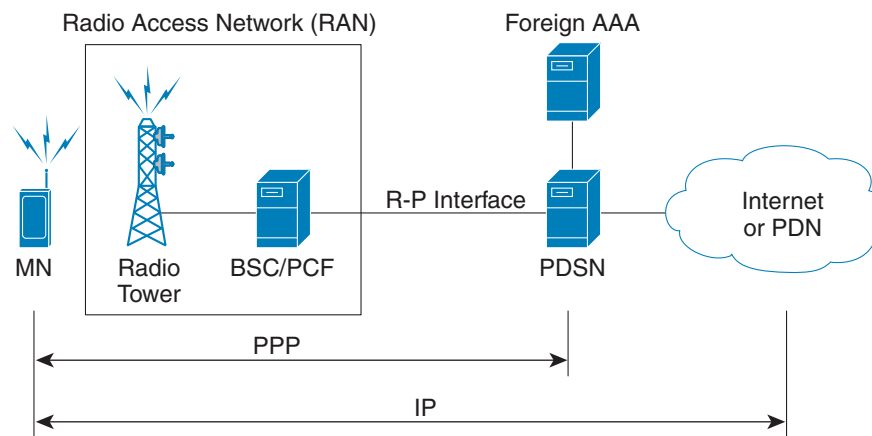 Radio Access Network (RAN)
Foreign AAA
R-P Interface
Internet
or PDN
MN
Radio
Tower
BSC/PCF
PDSN
PPP
IP